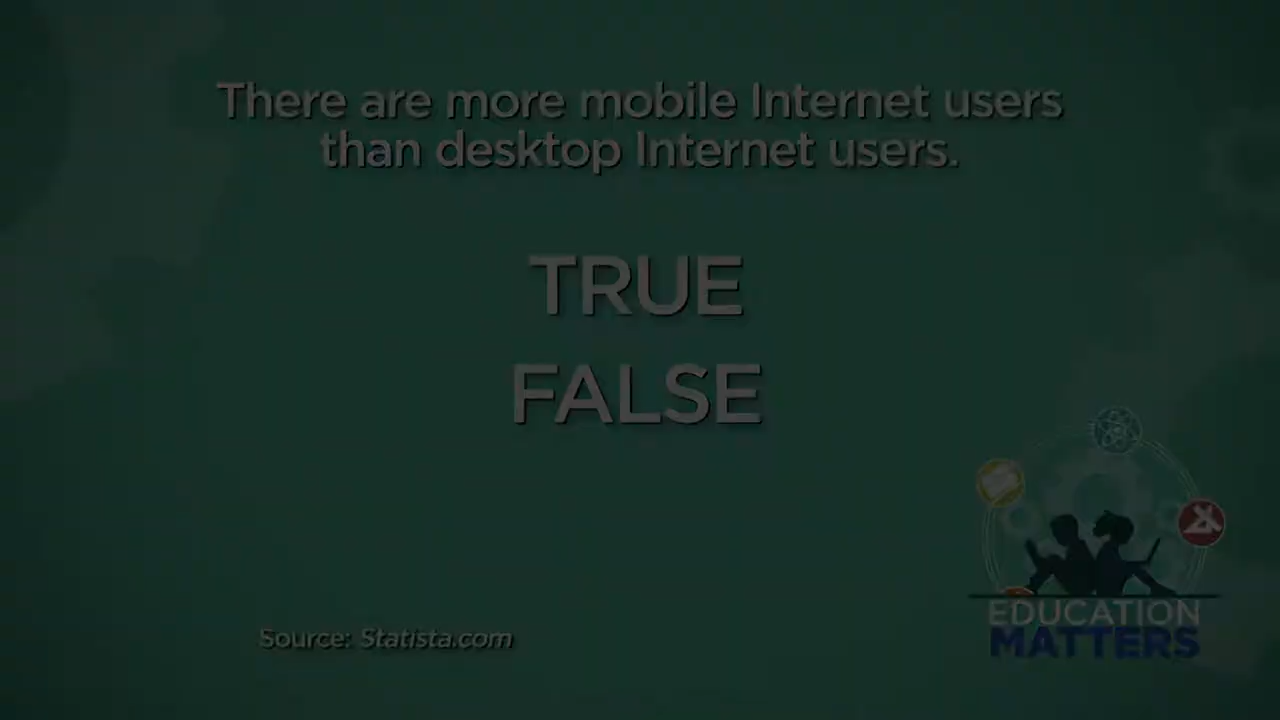 There are more mobile Internet users
than desktop Internet users.
TRUE
FALSE
Source: Statista.com
EDUCATION
MATTERS